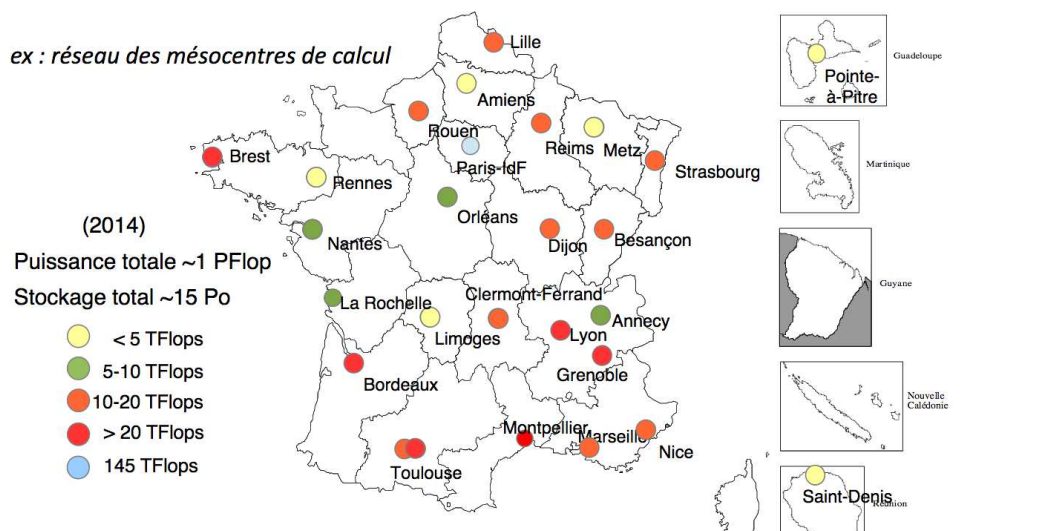 ex : réseau des mésocentres de calcul
Lille
Amiens
Rouen
Reims
Metz
Paris-IdF
Strasbourg
Brest
Rennes
Orléans
Nantes
Dijon
Besançon
(2014)
Puissance totale ~1 PFlop
Stockage total ~15 Po
< 5 TFlops
5-10 TFlops
10-20 TFlops
> 20 TFlops
145 TFlops
La Rochelle
Clermont-Ferrand
Limoges
Annecy
Lyon
Grenoble
Bordeaux
Montpellier
Marseille
Nice
Toulouse
Guadeloupe
Pointe-
à-Pitre
Martinique
Guyane
Nouvelle
Calédonie
Saint-Denis
Réunion